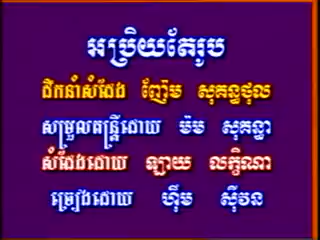 អប្រិយតែរូប
ដឹកនាំសំដែង ញ៉ែម សុគន្ធថុល
សម្រួលតន្ត្រីដោយ ម៉ម សុគន្ធា
សំដែងដោយ ឡាយ លក្ខិណា
ច្រៀងដោយ ហ៊ឹម ស៊ីវន